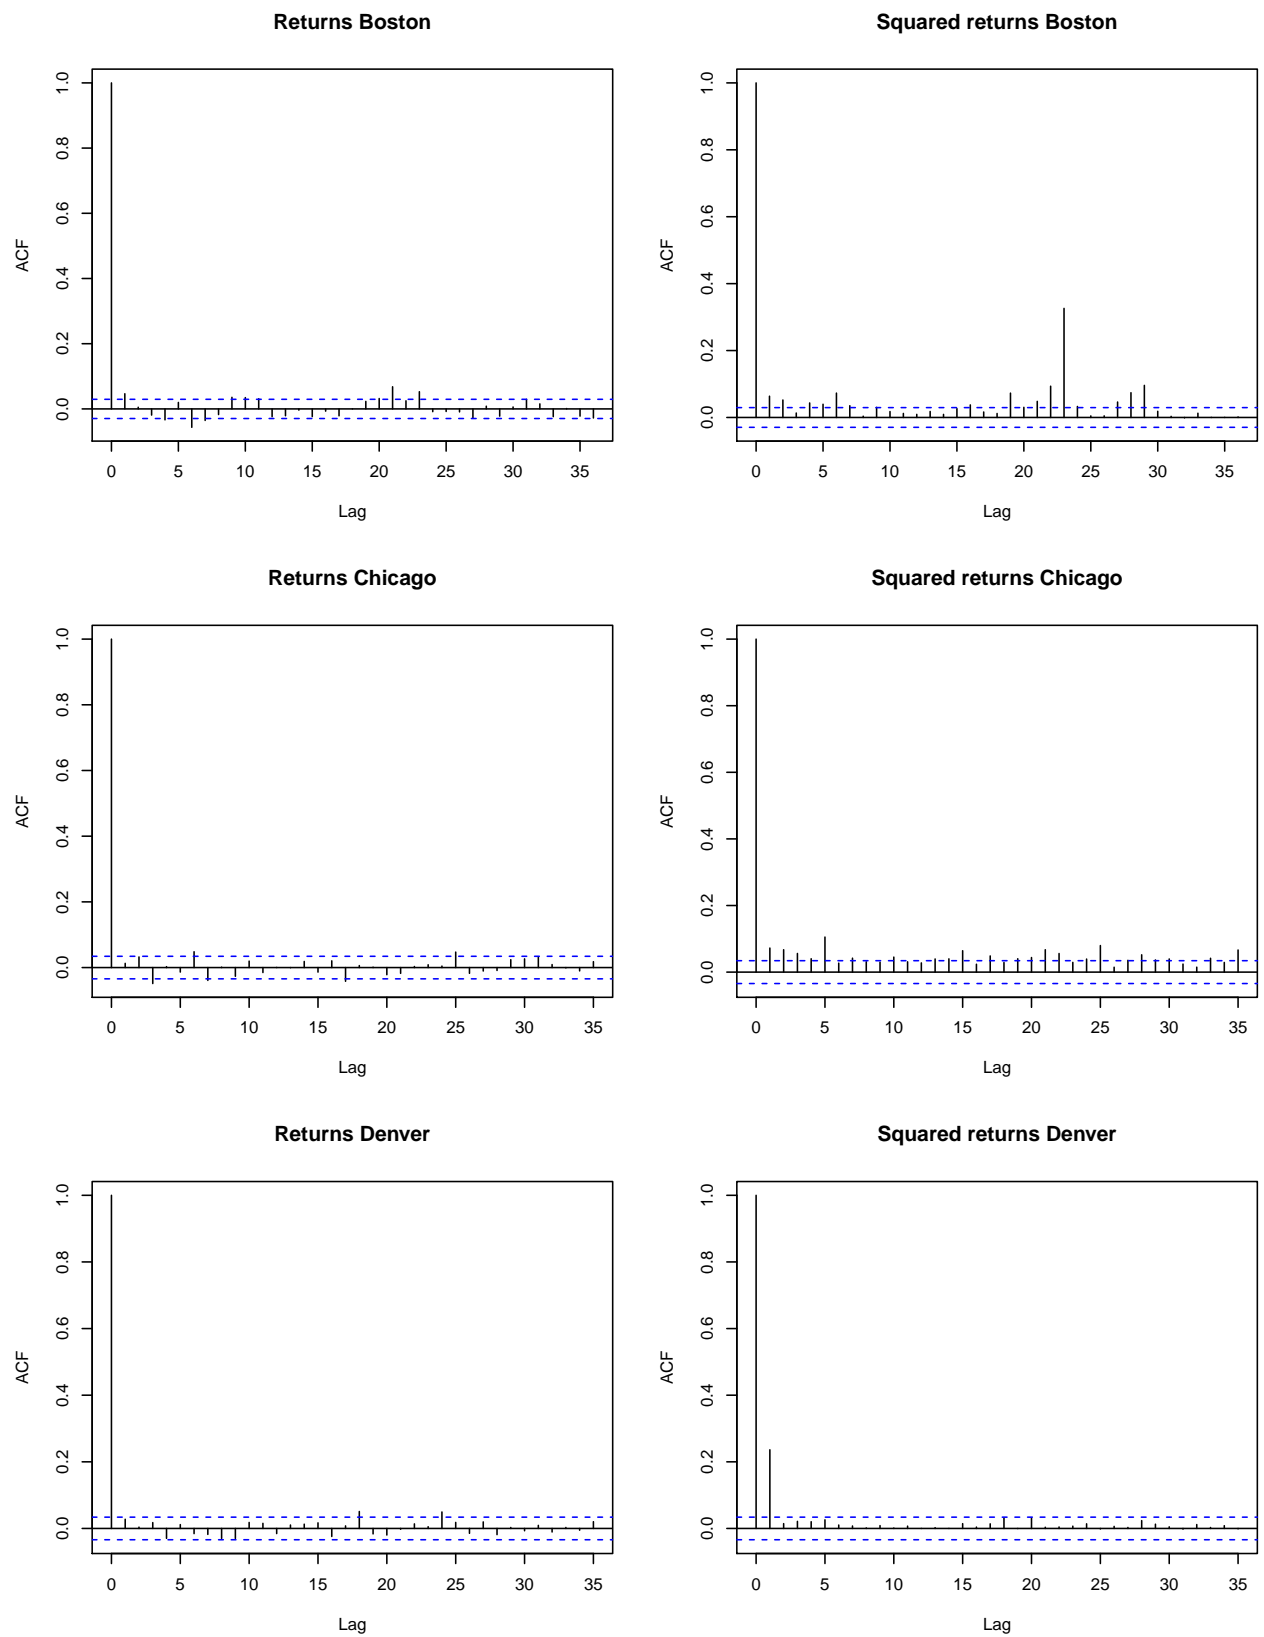 Returns Boston
ACF
0.0 0.2 0.4 0.6 0.8 1.0
0 5 10 15 20 25 30 35
Lag
Squared returns Boston
ACF
0.0 0.2 0.4 0.6 0.8 1.0
0 5 10 15 20 25 30 35
Lag
Returns Chicago
ACF
0.0 0.2 0.4 0.6 0.8 1.0
0 5 10 15 20 25 30 35
Lag
Squared returns Chicago
ACF
0.0 0.2 0.4 0.6 0.8 1.0
0 5 10 15 20 25 30 35
Lag
Returns Denver
ACF
0.0 0.2 0.4 0.6 0.8 1.0
0 5 10 15 20 25 30 35
Lag
Squared returns Denver
ACF
0.0 0.2 0.4 0.6 0.8 1.0
0 5 10 15 20 25 30 35
Lag